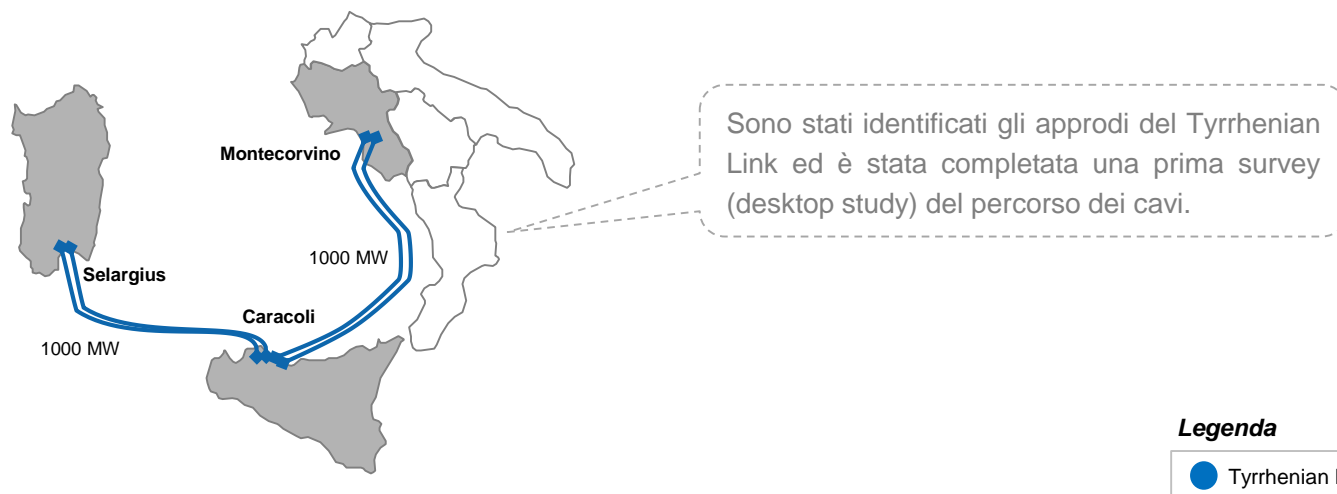 Montecorvino
Sono stati identificati gli approdi del Tyrrhenian
Link ed è stata completata una prima survey
(desktop study) del percorso dei cavi.
1000 MW
Selargius
Caracoli
1000 MW
Legenda
Tyrrhenian